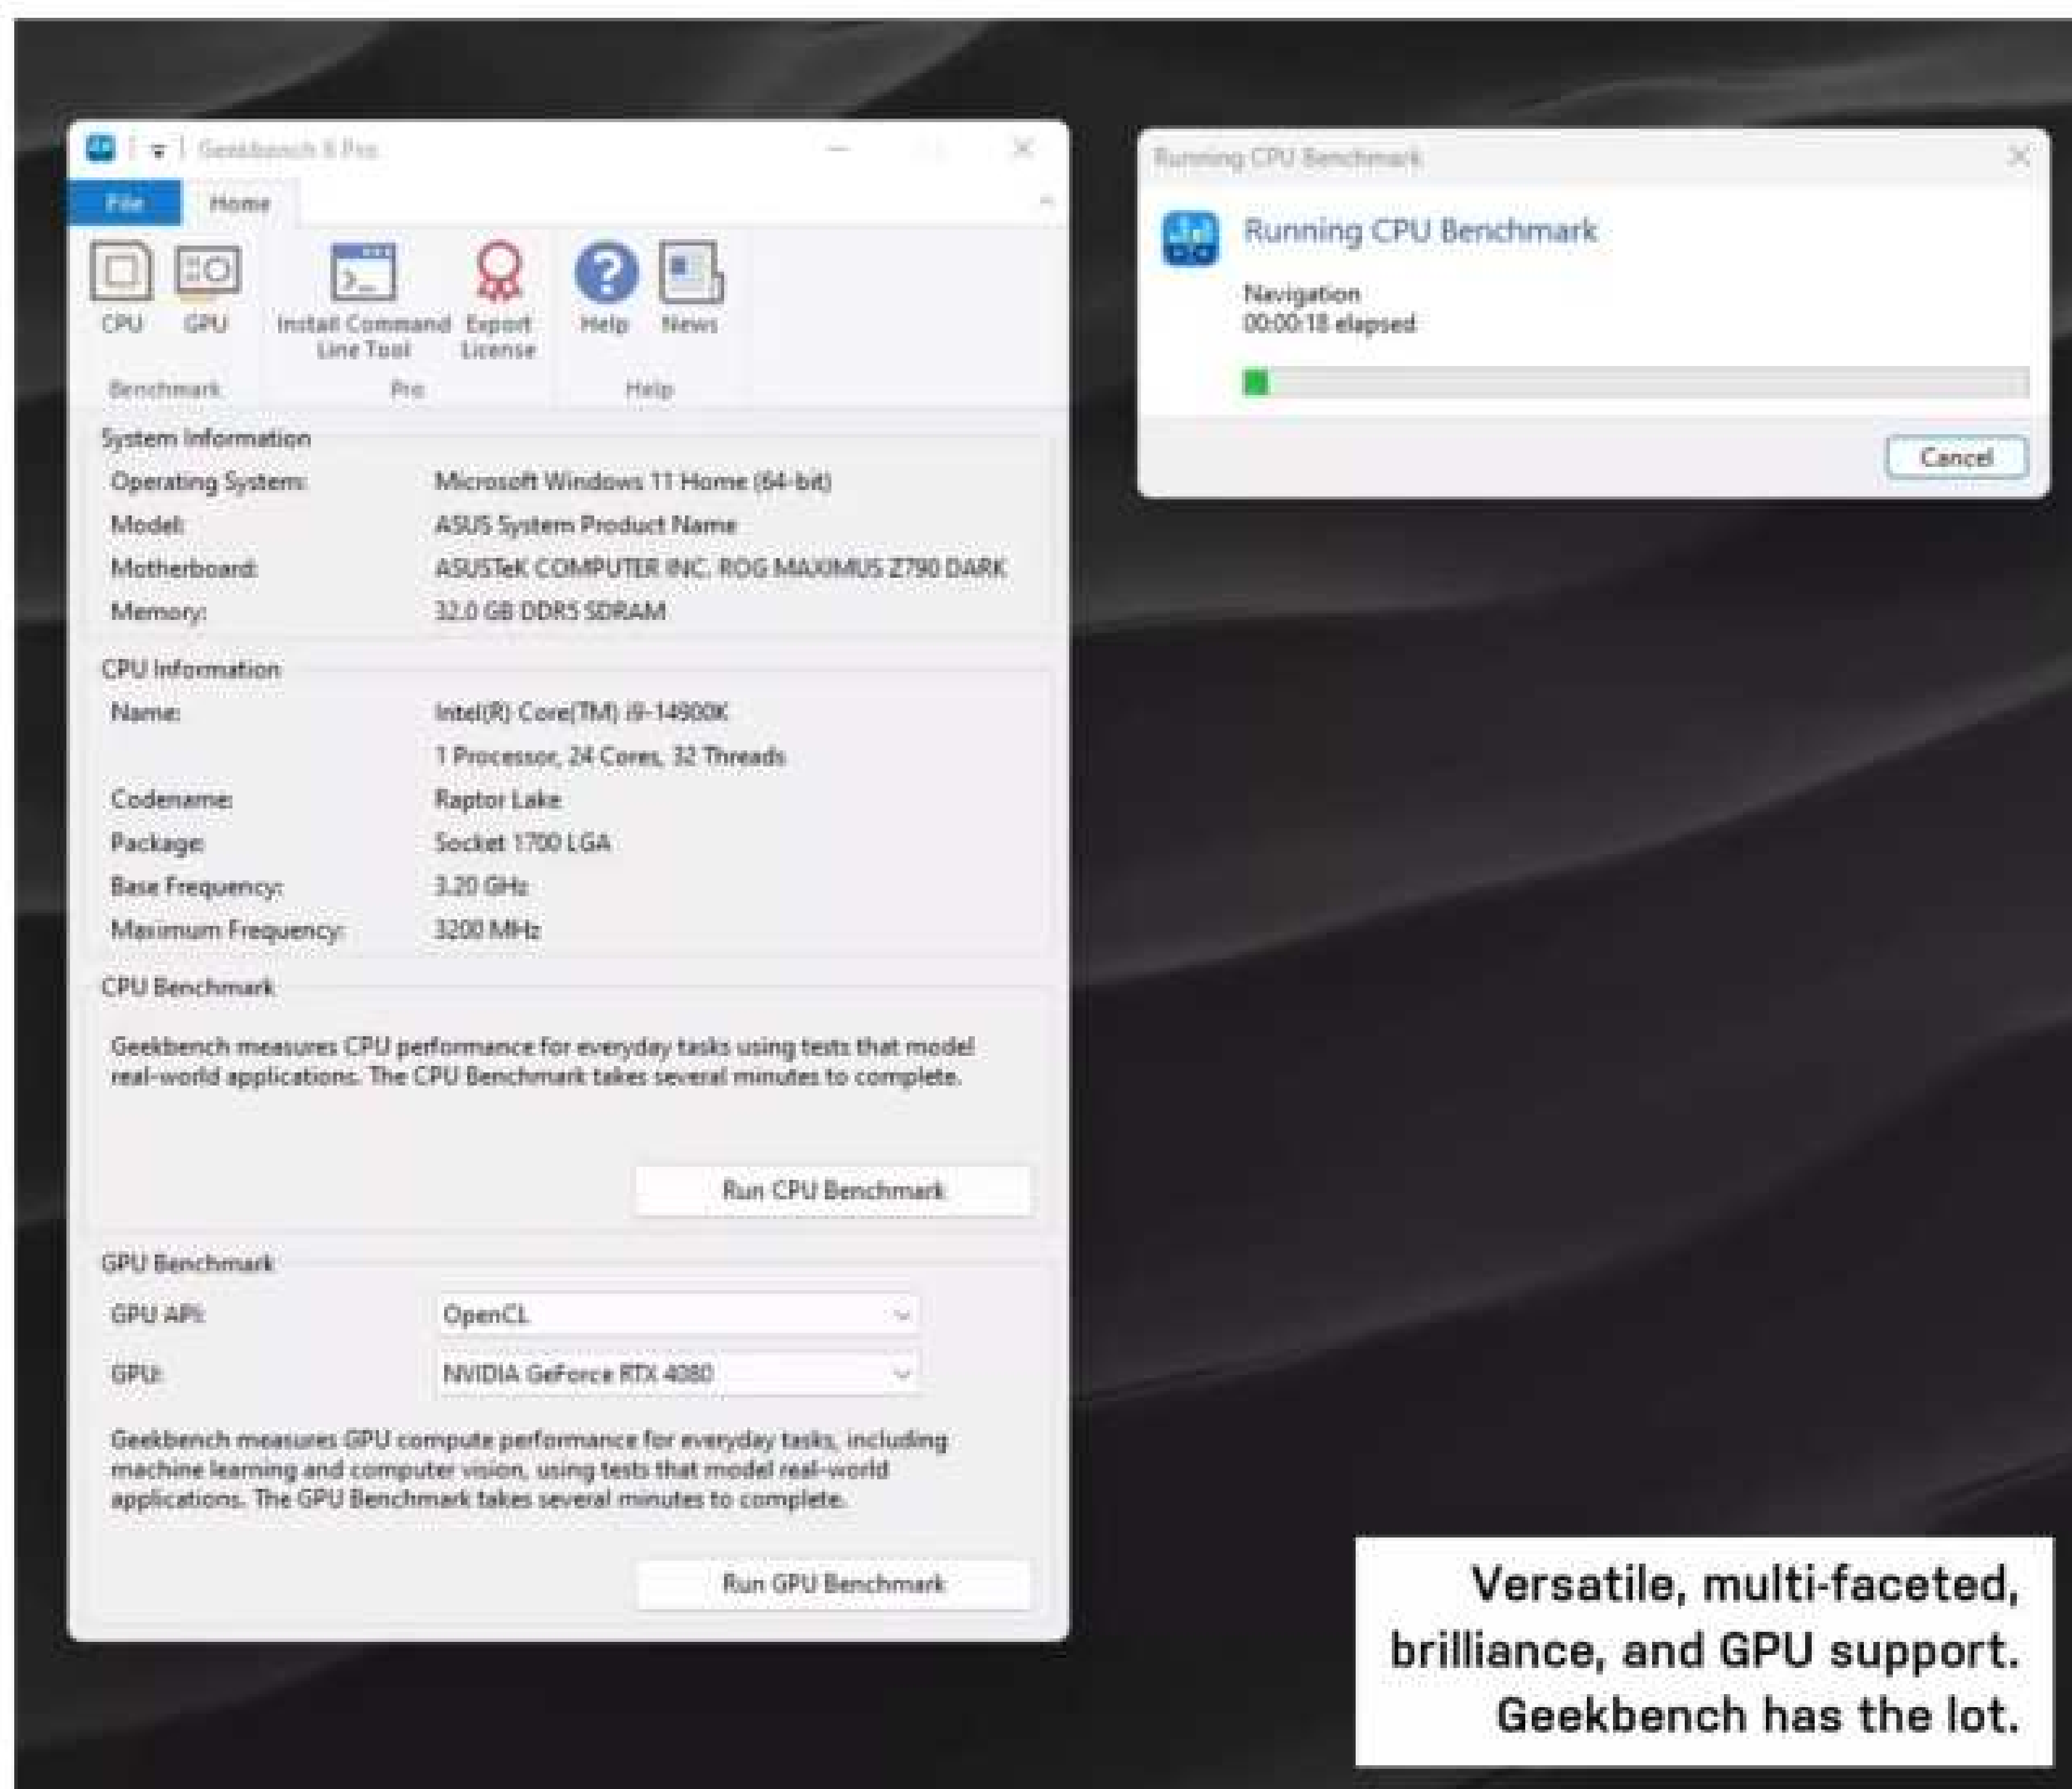 Geekbench 6 Pro
File Home
CPU GPU Install Command Line Tool Export License Help News
Benchmark Pro Help
System Information
Operating System: Microsoft Windows 11 Home (64-bit)
Model: ASUS System Product Name
Motherboard: ASUSTeK COMPUTER INC. ROG MAXIMUS Z790 DARK
Memory: 32.0 GB DDR5 SDRAM
CPU Information
Name: Intel(R) Core(TM) i9-14900K
1 Processor, 24 Cores, 32 Threads
Codename: Raptor Lake
Package: Socket 1700 LGA
Base Frequency: 3.20 GHz
Maximum Frequency: 3200 MHz
CPU Benchmark
Geekbench measures CPU performance for everyday tasks using tests that model
real-world applications. The CPU Benchmark takes several minutes to complete.
Run CPU Benchmark
GPU Benchmark
GPU API: OpenCL
GPU: NVIDIA GeForce RTX 4080
Geekbench measures GPU compute performance for everyday tasks, including
machine learning and computer vision, using tests that model real-world
applications. The GPU Benchmark takes several minutes to complete.
Run GPU Benchmark
Running CPU Benchmark
Running CPU Benchmark
Navigation
00:00:18 elapsed
Cancel
Versatile, multi-faceted,
brilliance, and GPU support.
Geekbench has the lot.